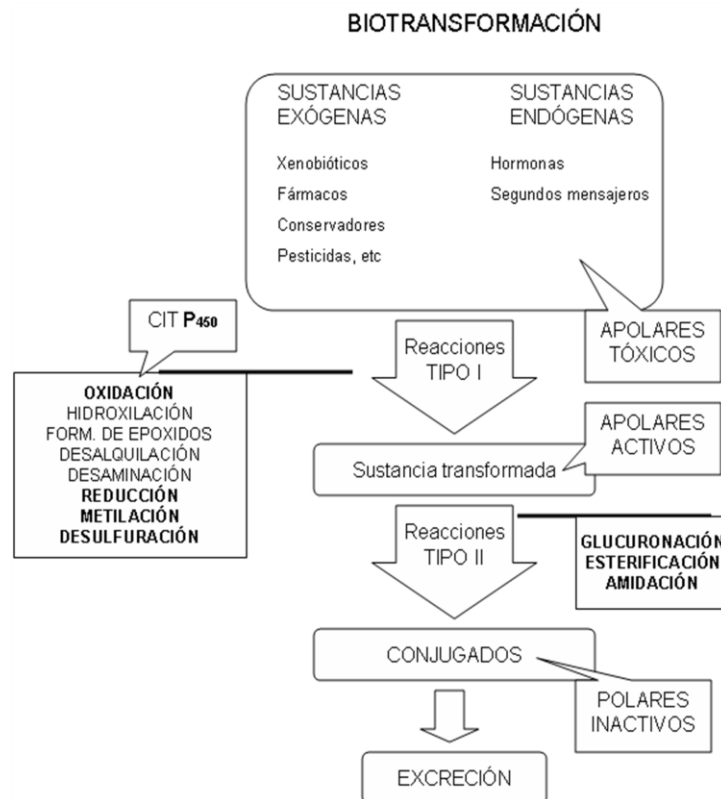 BIOTRANSFORMACIÓN
SUSTANCIAS
EXÓGENAS
Xenobióticos
Fármacos
Conservadores
Pesticidas, etc
SUSTANCIAS
ENDÓGENAS
Hormonas
Segundos mensajeros
APOLARES
TÓXICOS
CIT P450
Reacciones
TIPO I
OXIDACIÓN
HIDROXILACIÓN
FORM. DE EPOXIDOS
DESALQUILACIÓN
DESAMINACIÓN
REDUCCIÓN
METILACIÓN
DESULFURACIÓN
APOLARES
ACTIVOS
Sustancia transformada
Reacciones
TIPO II
GLUCURONACIÓN
ESTERIFICACIÓN
AMIDACIÓN
CONJUGADOS
POLARES
INACTIVOS
EXCRECIÓN